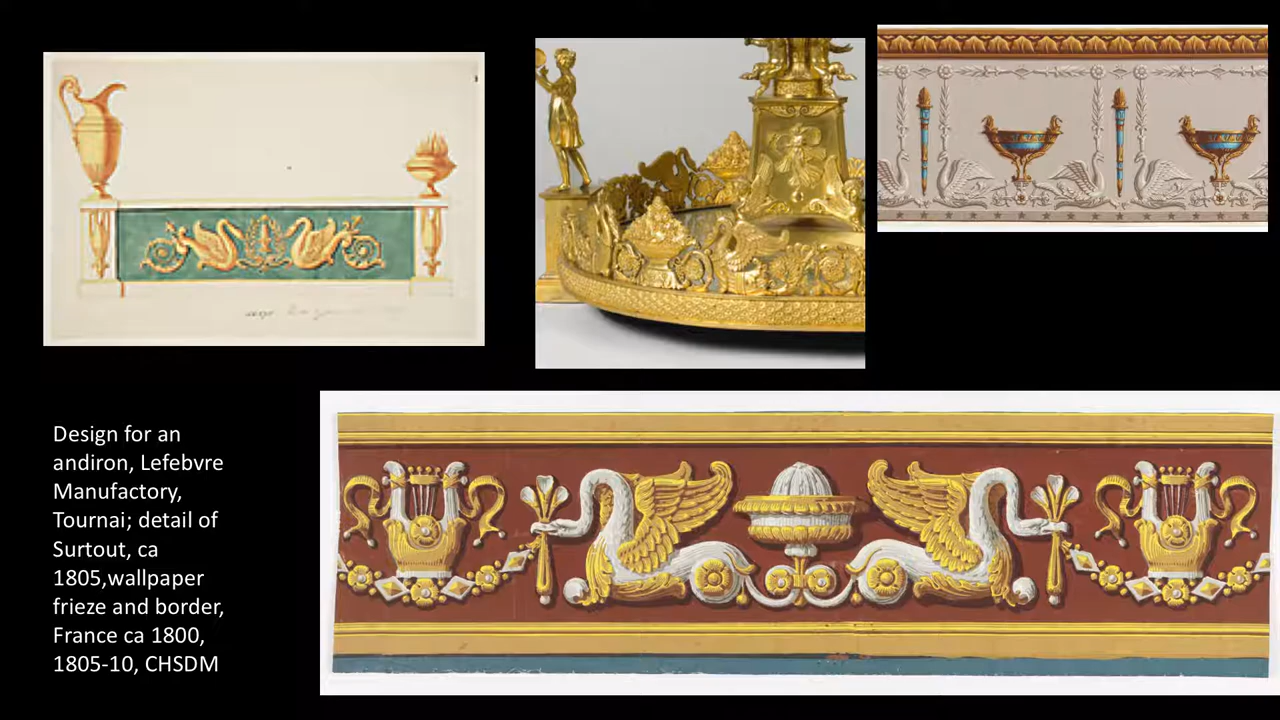 Design for an
andiron, Lefebvre
Manufactory,
Tournai; detail of
Surtout, ca
1805,wallpaper
frieze and border,
France ca 1800,
1805-10, CHSDM